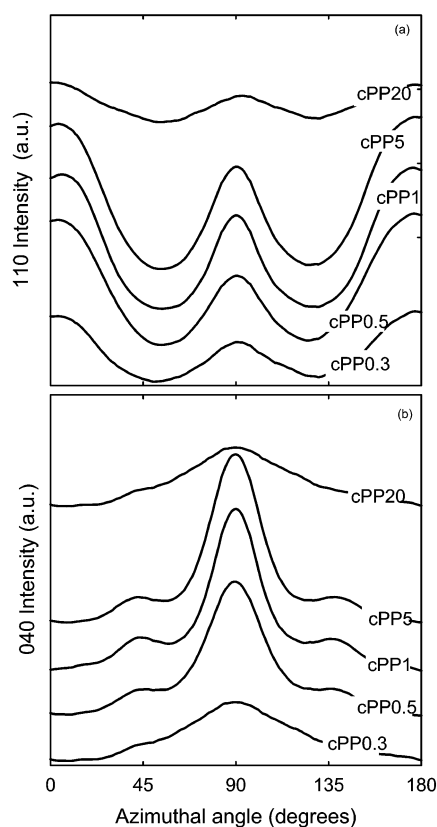 (a)
110 Intensity (a.u.)
cPP20
cPP5
cPP1
cPP0.5
cPP0.3
(b)
040 Intensity (a.u.)
cPP20
cPP5
cPP1
cPP0.5
cPP0.3
0 45 90 135 180
Azimuthal angle (degrees)